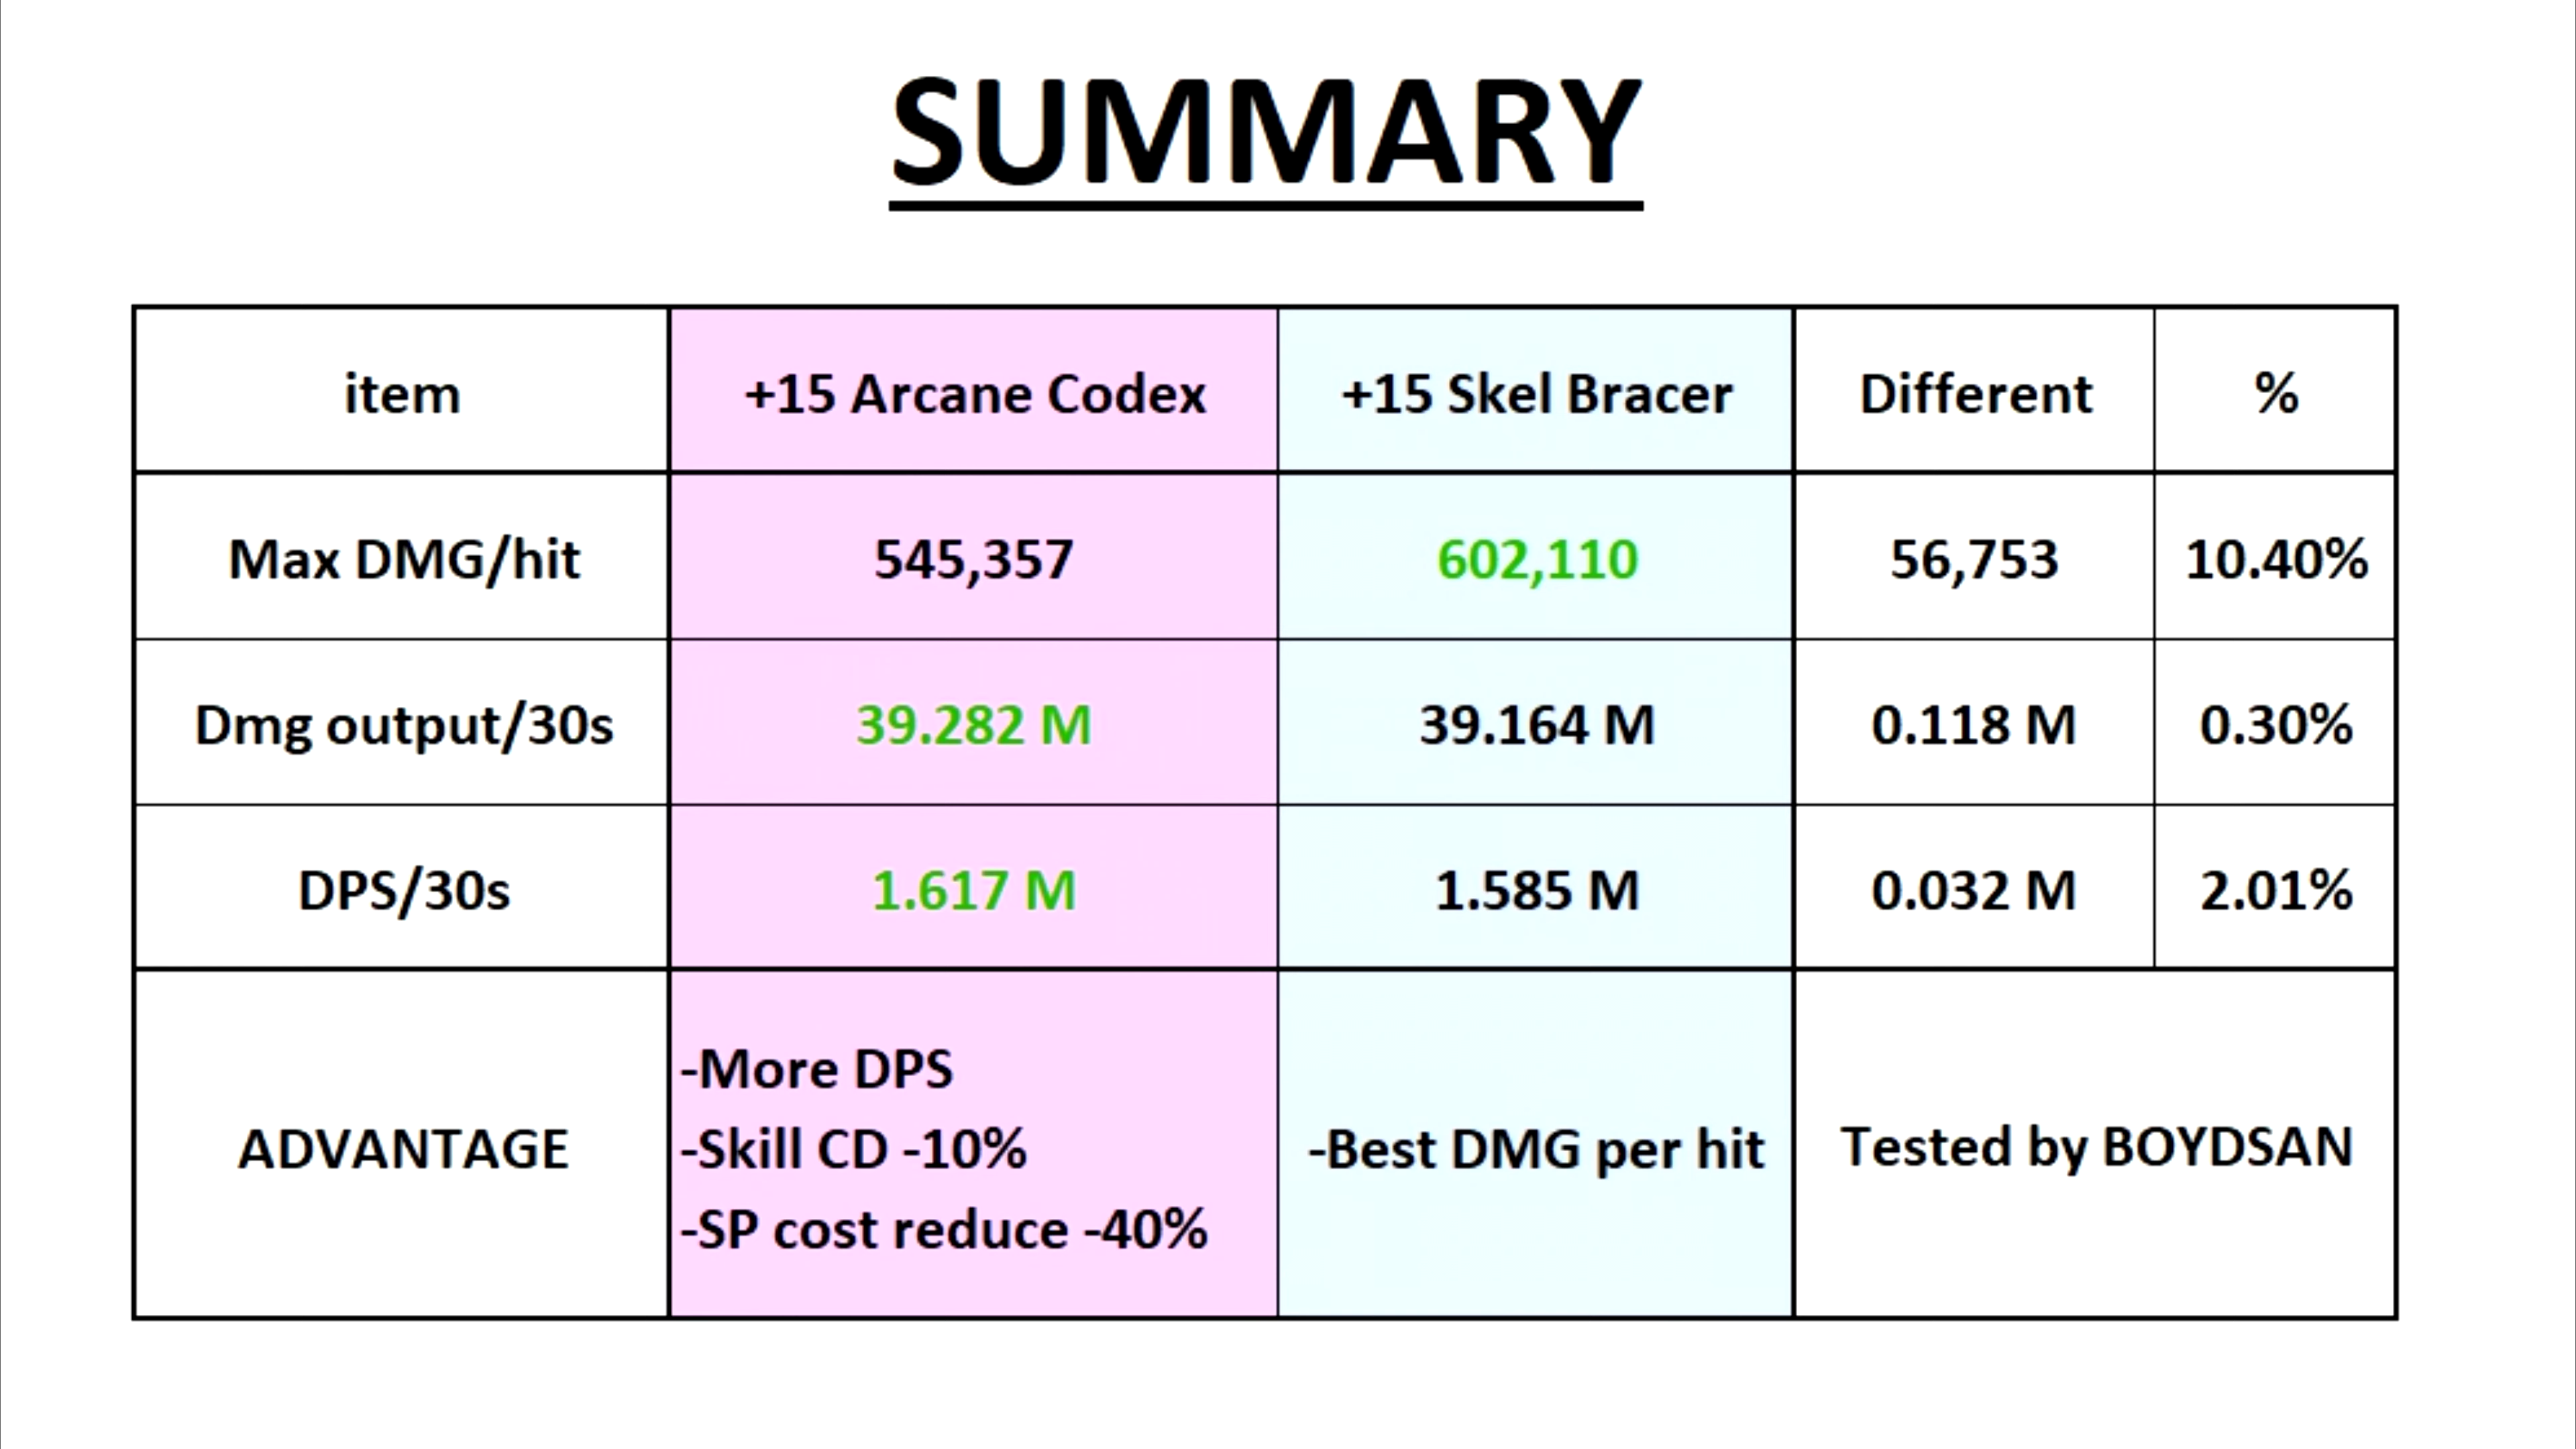 SUMMARY
item +15 Arcane Codex +15 Skel Bracer Different %
Max DMG/hit 545,357 602,110 56,753 10.40%
Dmg output/30s 39.282 M 39.164 M 0.118 M 0.30%
DPS/30s 1.617 M 1.585 M 0.032 M 2.01%
ADVANTAGE
-More DPS
-Skill CD -10%
-SP cost reduce -40%
-Best DMG per hit
Tested by BOYDSAN